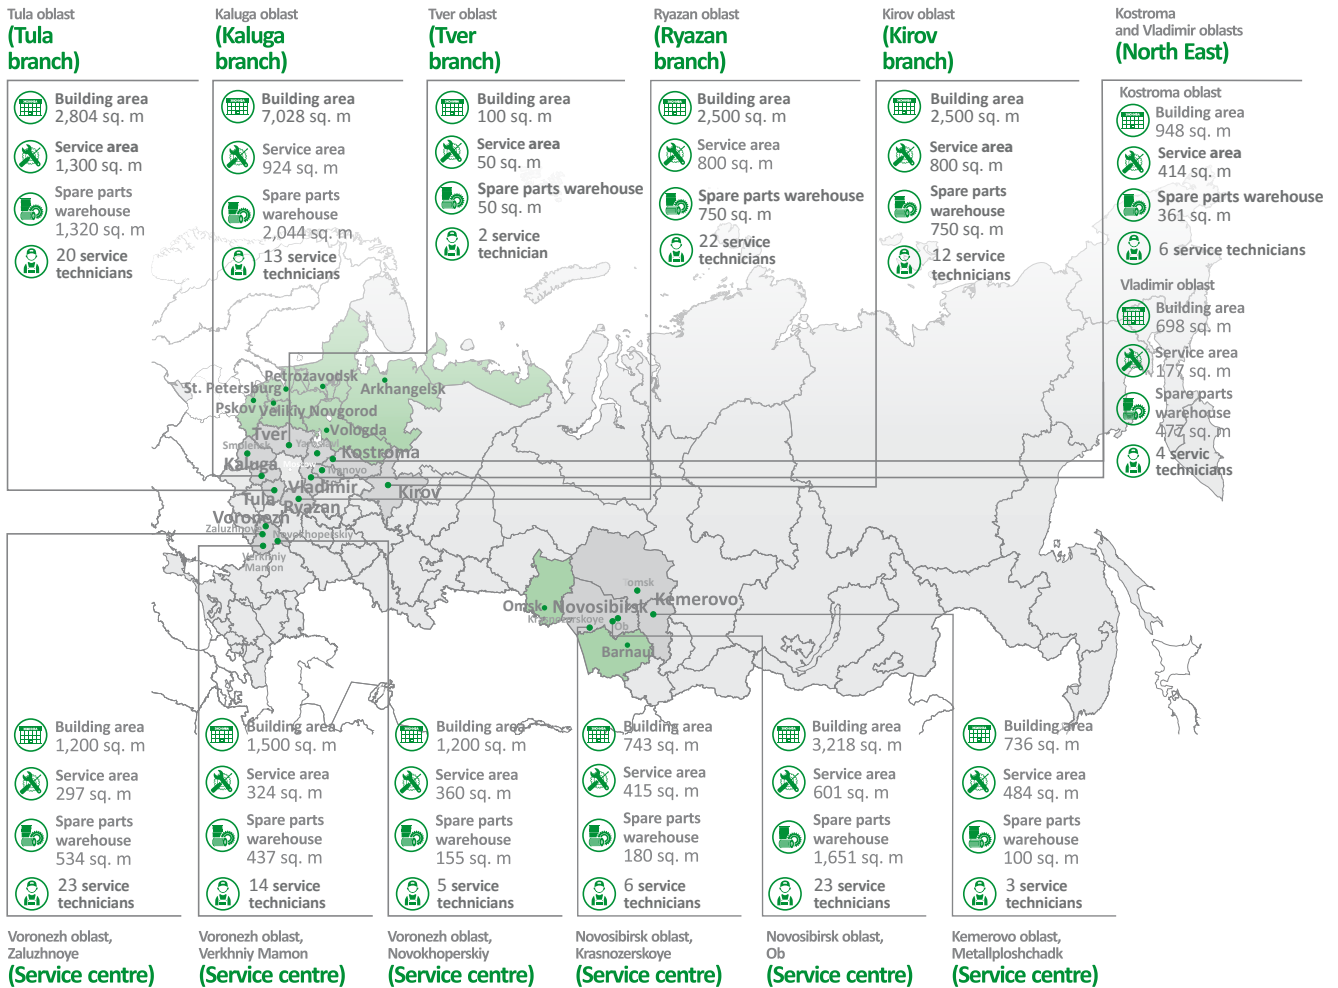 Tula oblast
(Tula
branch)
Building area
2,804 sq. m
Service area
1,300 sq. m
Spare parts
warehouse
1,320 sq. m
20 service
technicians
Kaluga oblast
(Kaluga
branch)
Building area
7,028 sq. m
Service area
924 sq. m
Spare parts
warehouse
2,044 sq. m
13 service
technicians
Tver oblast
(Tver
branch)
Building area
100 sq. m
Service area
50 sq. m
Spare parts warehouse
50 sq. m
2 service
technician
Ryazan oblast
(Ryazan
branch)
Building area
2,500 sq. m
Service area
800 sq. m
Spare parts warehouse
750 sq. m
22 service
technicians
Kirov oblast
(Kirov
branch)
Building area
2,500 sq. m
Service area
800 sq. m
Spare parts
warehouse
750 sq. m
12 service
technicians
Kostroma
and Vladimir oblasts
(North East)
Kostroma oblast
Building area
948 sq. m
Service area
414 sq. m
Spare parts warehouse
361 sq. m
6 service technicians
Vladimir oblast
Building area
698 sq. m
Service area
177 sq. m
Spare parts
warehouse
477 sq. m
4 servic
technicians
Petrozavodsk
St. Petersburg
Arkhangelsk
Pskov
Velikiy Novgorod
Vologda
Tver
Yaroslavl
Smolensk
Kostroma
Kaluga
Ivanovo
Vladimir
Kirov
Tula
Ryazan
Voronezh
Zaluzhnoye
Novokhoperskiy
Verkhniy
Mamon
Tomsk
Omsk
Novosibirsk
Kemerovo
Krasnozerskoye
Ob
Barnaul
Building area
1,200 sq. m
Service area
297 sq. m
Spare parts
warehouse
534 sq. m
23 service
technicians
Voronezh oblast,
Zaluzhnoye
(Service centre)
Building area
1,500 sq. m
Service area
324 sq. m
Spare parts
warehouse
437 sq. m
14 service
technicians
Voronezh oblast,
Verkhniy Mamon
(Service centre)
Building area
1,200 sq. m
Service area
360 sq. m
Spare parts
warehouse
155 sq. m
5 service
technicians
Voronezh oblast,
Novokhoperskiy
(Service centre)
Building area
743 sq. m
Service area
415 sq. m
Spare parts
warehouse
180 sq. m
6 service
technicians
Novosibirsk oblast,
Krasnozerskoye
(Service centre)
Building area
3,218 sq. m
Service area
601 sq. m
Spare parts
warehouse
1,651 sq. m
23 service
technicians
Novosibirsk oblast,
Ob
(Service centre)
Building area
736 sq. m
Service area
484 sq. m
Spare parts
warehouse
100 sq. m
3 service
technicians
Kemerovo oblast,
Metallploshchadk
(Service centre)